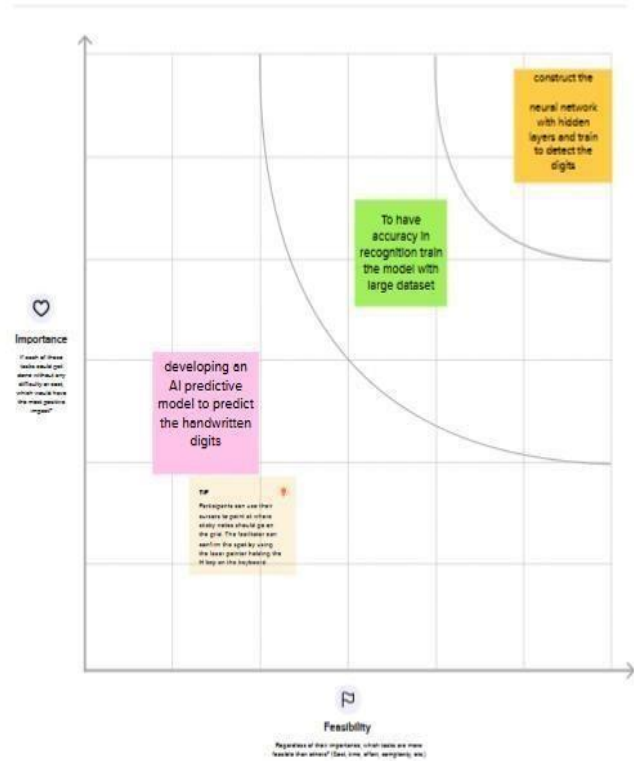 construct the
neural network
with hidden
layers and train
to detect the
digits
To have
accuracy in
recognition train
the model with
large dataset
Importance
If each of these
tasks could get
done without any
difficulty or cost,
which would have
the most positive
impact?
developing an
AI predictive
model to predict
the handwritten
digits
TIP
Participants can use their
cursors to point at where
sticky notes should go on
the grid. The facilitator can
confirm the spot by using
the laser pointer holding the
H key on the keyboard.
Feasibility
Regardless of their importance, which tasks are more
feasible than others? (Cost, time, effort, complexity, etc.)